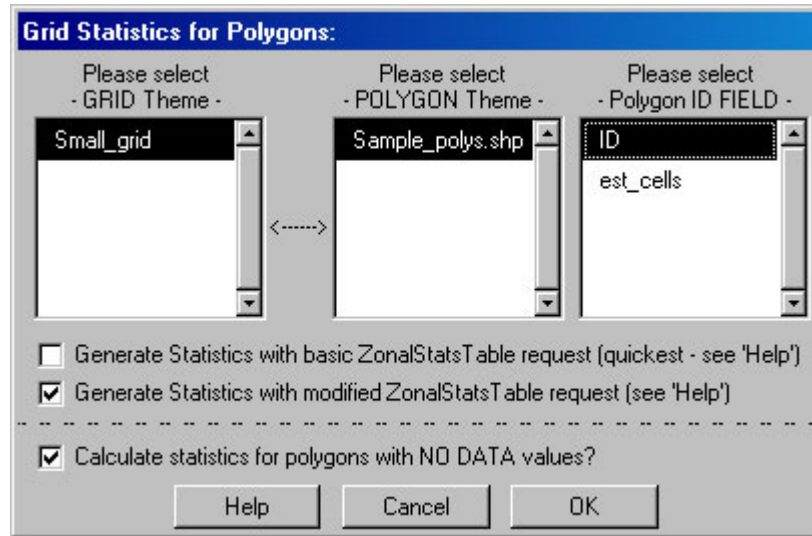 Grid Statistics for Polygons:
Please select
- GRID Theme -
Please select
- POLYGON Theme -
Please select
- Polygon ID FIELD -
Small_grid
<------>
Sample_polys.shp
ID
est_cells
Generate Statistics with basic ZonalStatsTable request (quickest - see 'Help')
Generate Statistics with modified ZonalStatsTable request (see 'Help')
Calculate statistics for polygons with NO DATA values?
Help
Cancel
OK